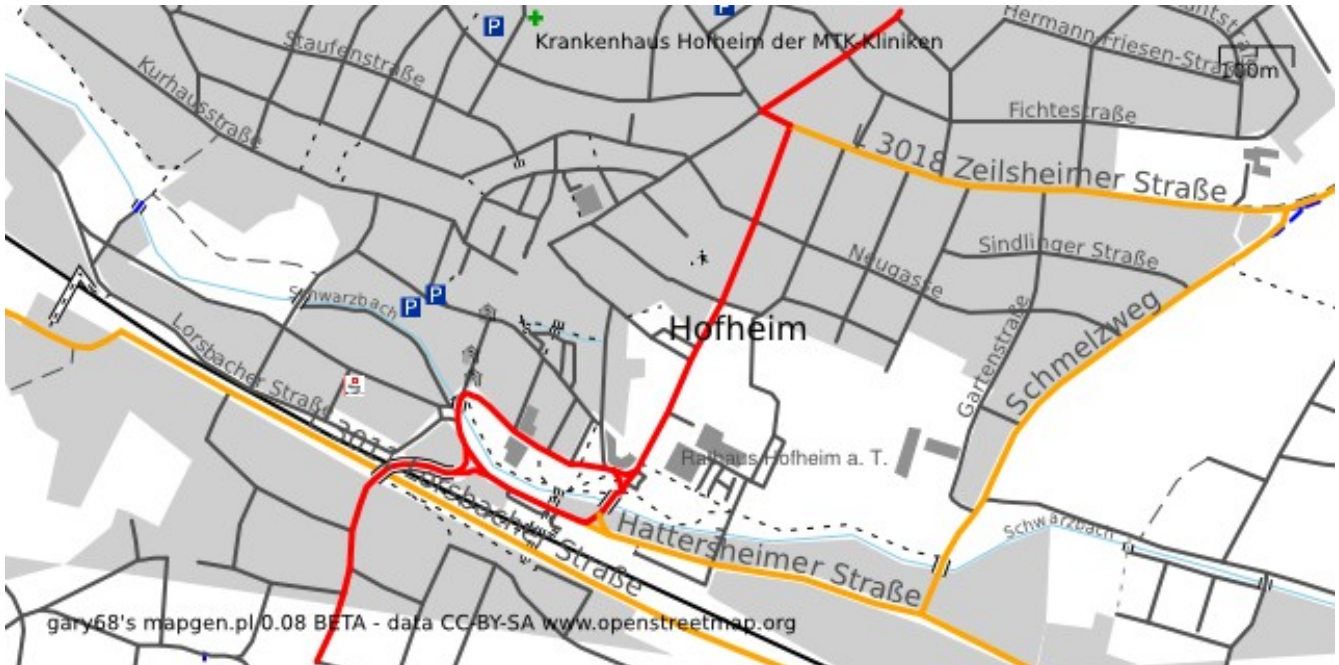 P
P
Krankenhaus Hofheim der MTK-Kliniken
Hermann-Friesen-Straße
100m
Staufenstraße
Kurhausstraße
Fichtestraße
L 3018 Zeilsheimer Straße
Sindlinger Straße
Neugasse
Schwarzbach
P
P
Hofheim
Gartenstraße
Schmelzweg
Lorsbacher Straße
Lorsbacher Straße
Rathaus Hofheim a. T.
Hattersheimer Straße
Schwarzbach
gary68's mapgen.pl 0.08 BETA - data CC-BY-SA www.openstreetmap.org